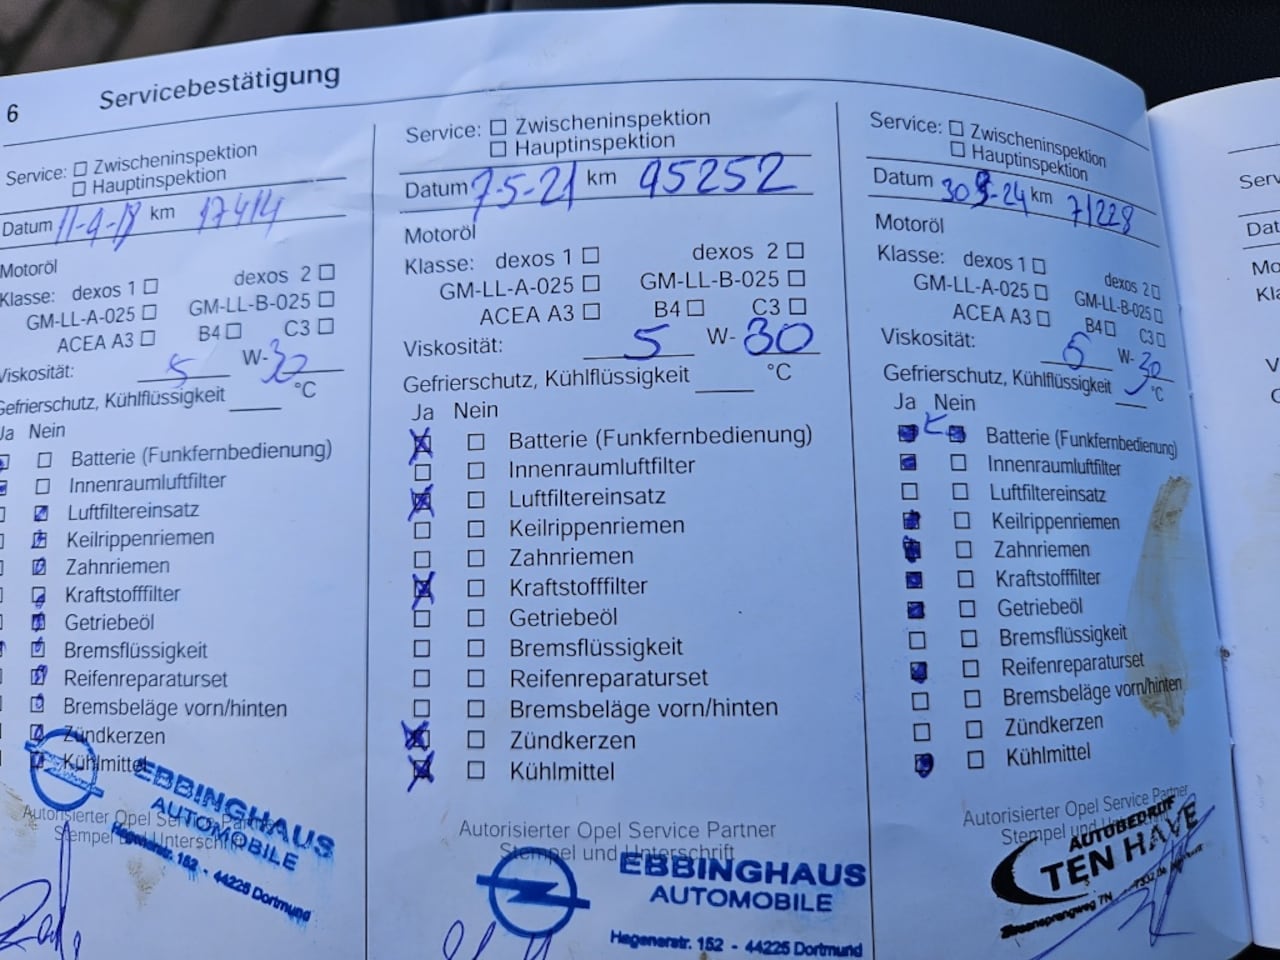 6 Servicebestätigung
Service: Zwischeninspektion
Hauptinspektion
Datum km 17414
Motoröl
Klasse: dexos 1 dexos 2
GM-LL-A-025 GM-LL-B-025
ACEA A3 B4 C3
Viskosität: 5 W-30
Gefrierschutz, Kühlflüssigkeit °C
Ja Nein
Batterie (Funkfernbedienung)
Innenraumluftfilter
Luftfiltereinsatz
Keilrippenriemen
Zahnriemen
Kraftstofffilter
Getriebeöl
Bremsflüssigkeit
Reifenreparaturset
Bremsbeläge vorn/hinten
Zündkerzen
Kühlmittel
Autorisierter Opel Service Partner
Stempel und Unterschrift
EBBINGHAUS
AUTOMOBILE
Hagenerstr. 152 - 44225 Dortmund
Service: Zwischeninspektion
Hauptinspektion
Datum 7-5-21 km 45252
Motoröl
Klasse: dexos 1 dexos 2
GM-LL-A-025 GM-LL-B-025
ACEA A3 B4 C3
Viskosität: 5 W-30
Gefrierschutz, Kühlflüssigkeit °C
Ja Nein
Batterie (Funkfernbedienung)
Innenraumluftfilter
Luftfiltereinsatz
Keilrippenriemen
Zahnriemen
Kraftstofffilter
Getriebeöl
Bremsflüssigkeit
Reifenreparaturset
Bremsbeläge vorn/hinten
Zündkerzen
Kühlmittel
Autorisierter Opel Service Partner
Stempel und Unterschrift
EBBINGHAUS
AUTOMOBILE
Hagenerstr. 152 - 44225 Dortmund
Service: Zwischeninspektion
Hauptinspektion
Datum km 71228
Motoröl
Klasse: dexos 1 dexos 2
GM-LL-A-025 GM-LL-B-025
ACEA A3 B4 C3
Viskosität: 5 W-30
Gefrierschutz, Kühlflüssigkeit °C
Ja Nein
Batterie (Funkfernbedienung)
Innenraumluftfilter
Luftfiltereinsatz
Keilrippenriemen
Zahnriemen
Kraftstofffilter
Getriebeöl
Bremsflüssigkeit
Reifenreparaturset
Bremsbeläge vorn/hinten
Zündkerzen
Kühlmittel
Autorisierter Opel Service Partner
Stempel und
AUTOBEDRIJF
TEN HAVE